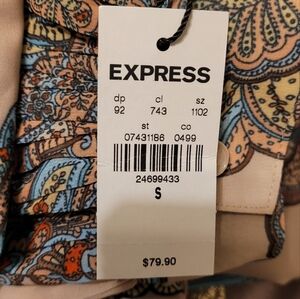 EXPRESS
dp cl sz
92 743 1102
st co
07431186 0499
24699433
S
$79.90